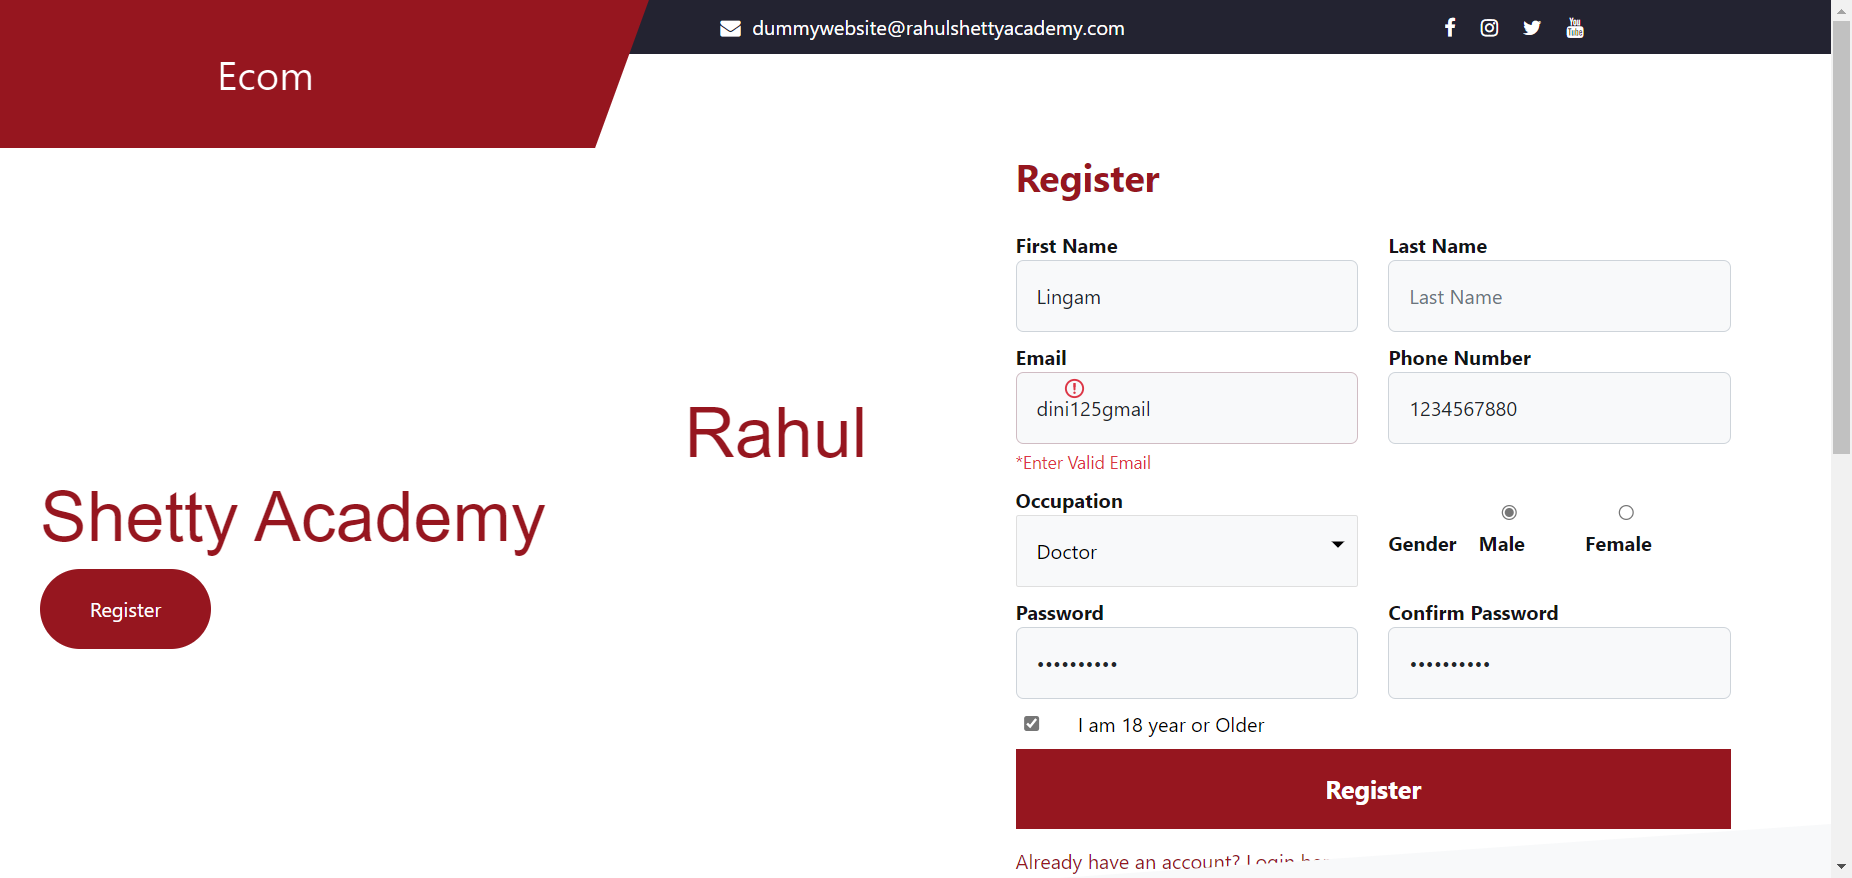 dummywebsite@rahulshettyacademy.com
Ecom
Rahul
Shetty Academy
Register
Register
First Name
Last Name
Lingam
Last Name
Email
Phone Number
dini125gmail
1234567880
*Enter Valid Email
Occupation
Doctor
Gender Male Female
Password
Confirm Password
I am 18 year or Older
Register
Already have an account? Login